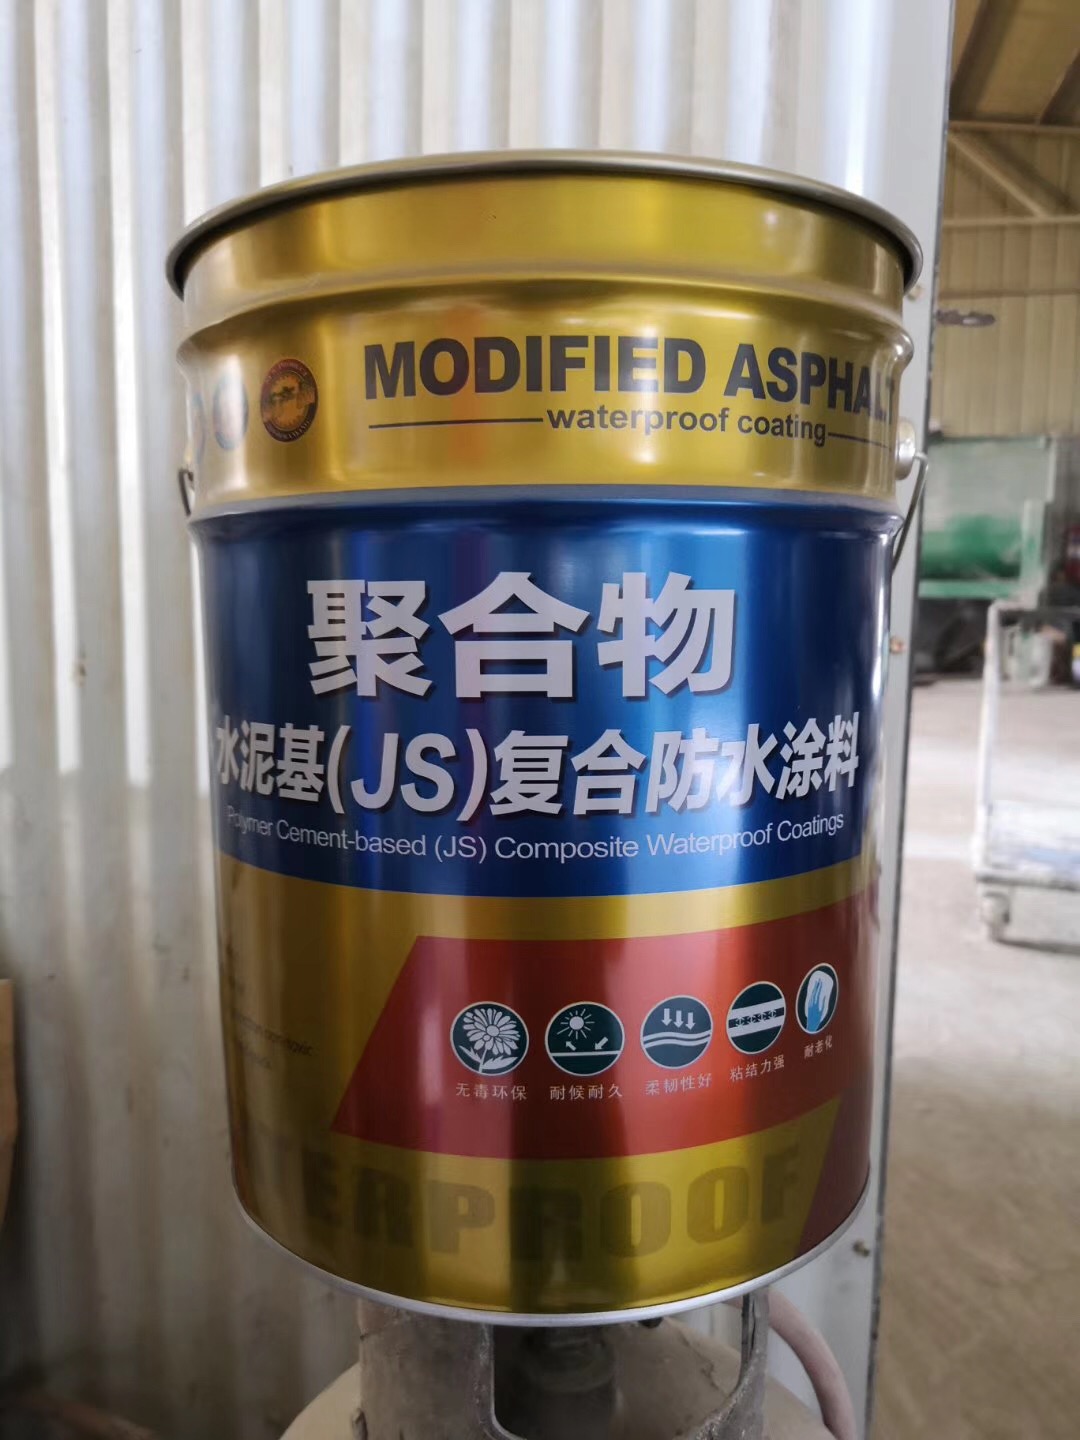 MODIFIED ASPHALT
waterproof coating
聚合物
水泥基(JS)复合防水涂料
Polymer Cement-based (JS) Composite Waterproof Coatings
无毒环保
耐候耐久
柔韧性好
粘结力强
耐老化
ERPROOF